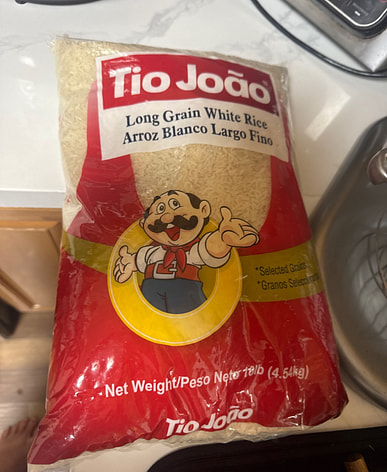 Tio João
Long Grain White Rice
Arroz Blanco Largo Fino
*Selected Grains
*Granos Selecc
Net Weight/Peso Neto 10lb (4.54kg)
Tio João